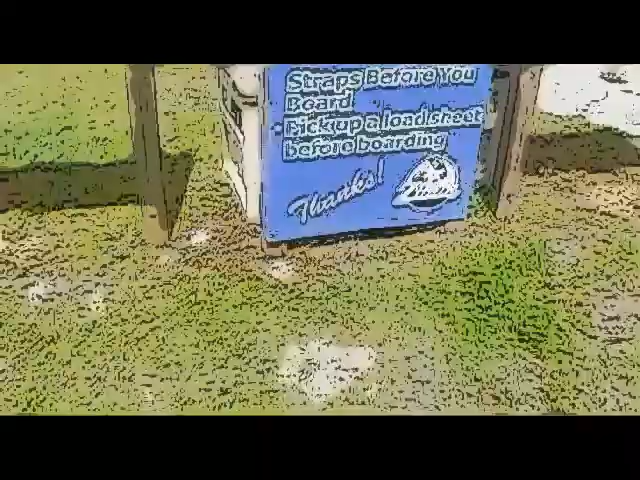 Straps Before You
Board
Pick up a load sheet
before boarding
Thanks!